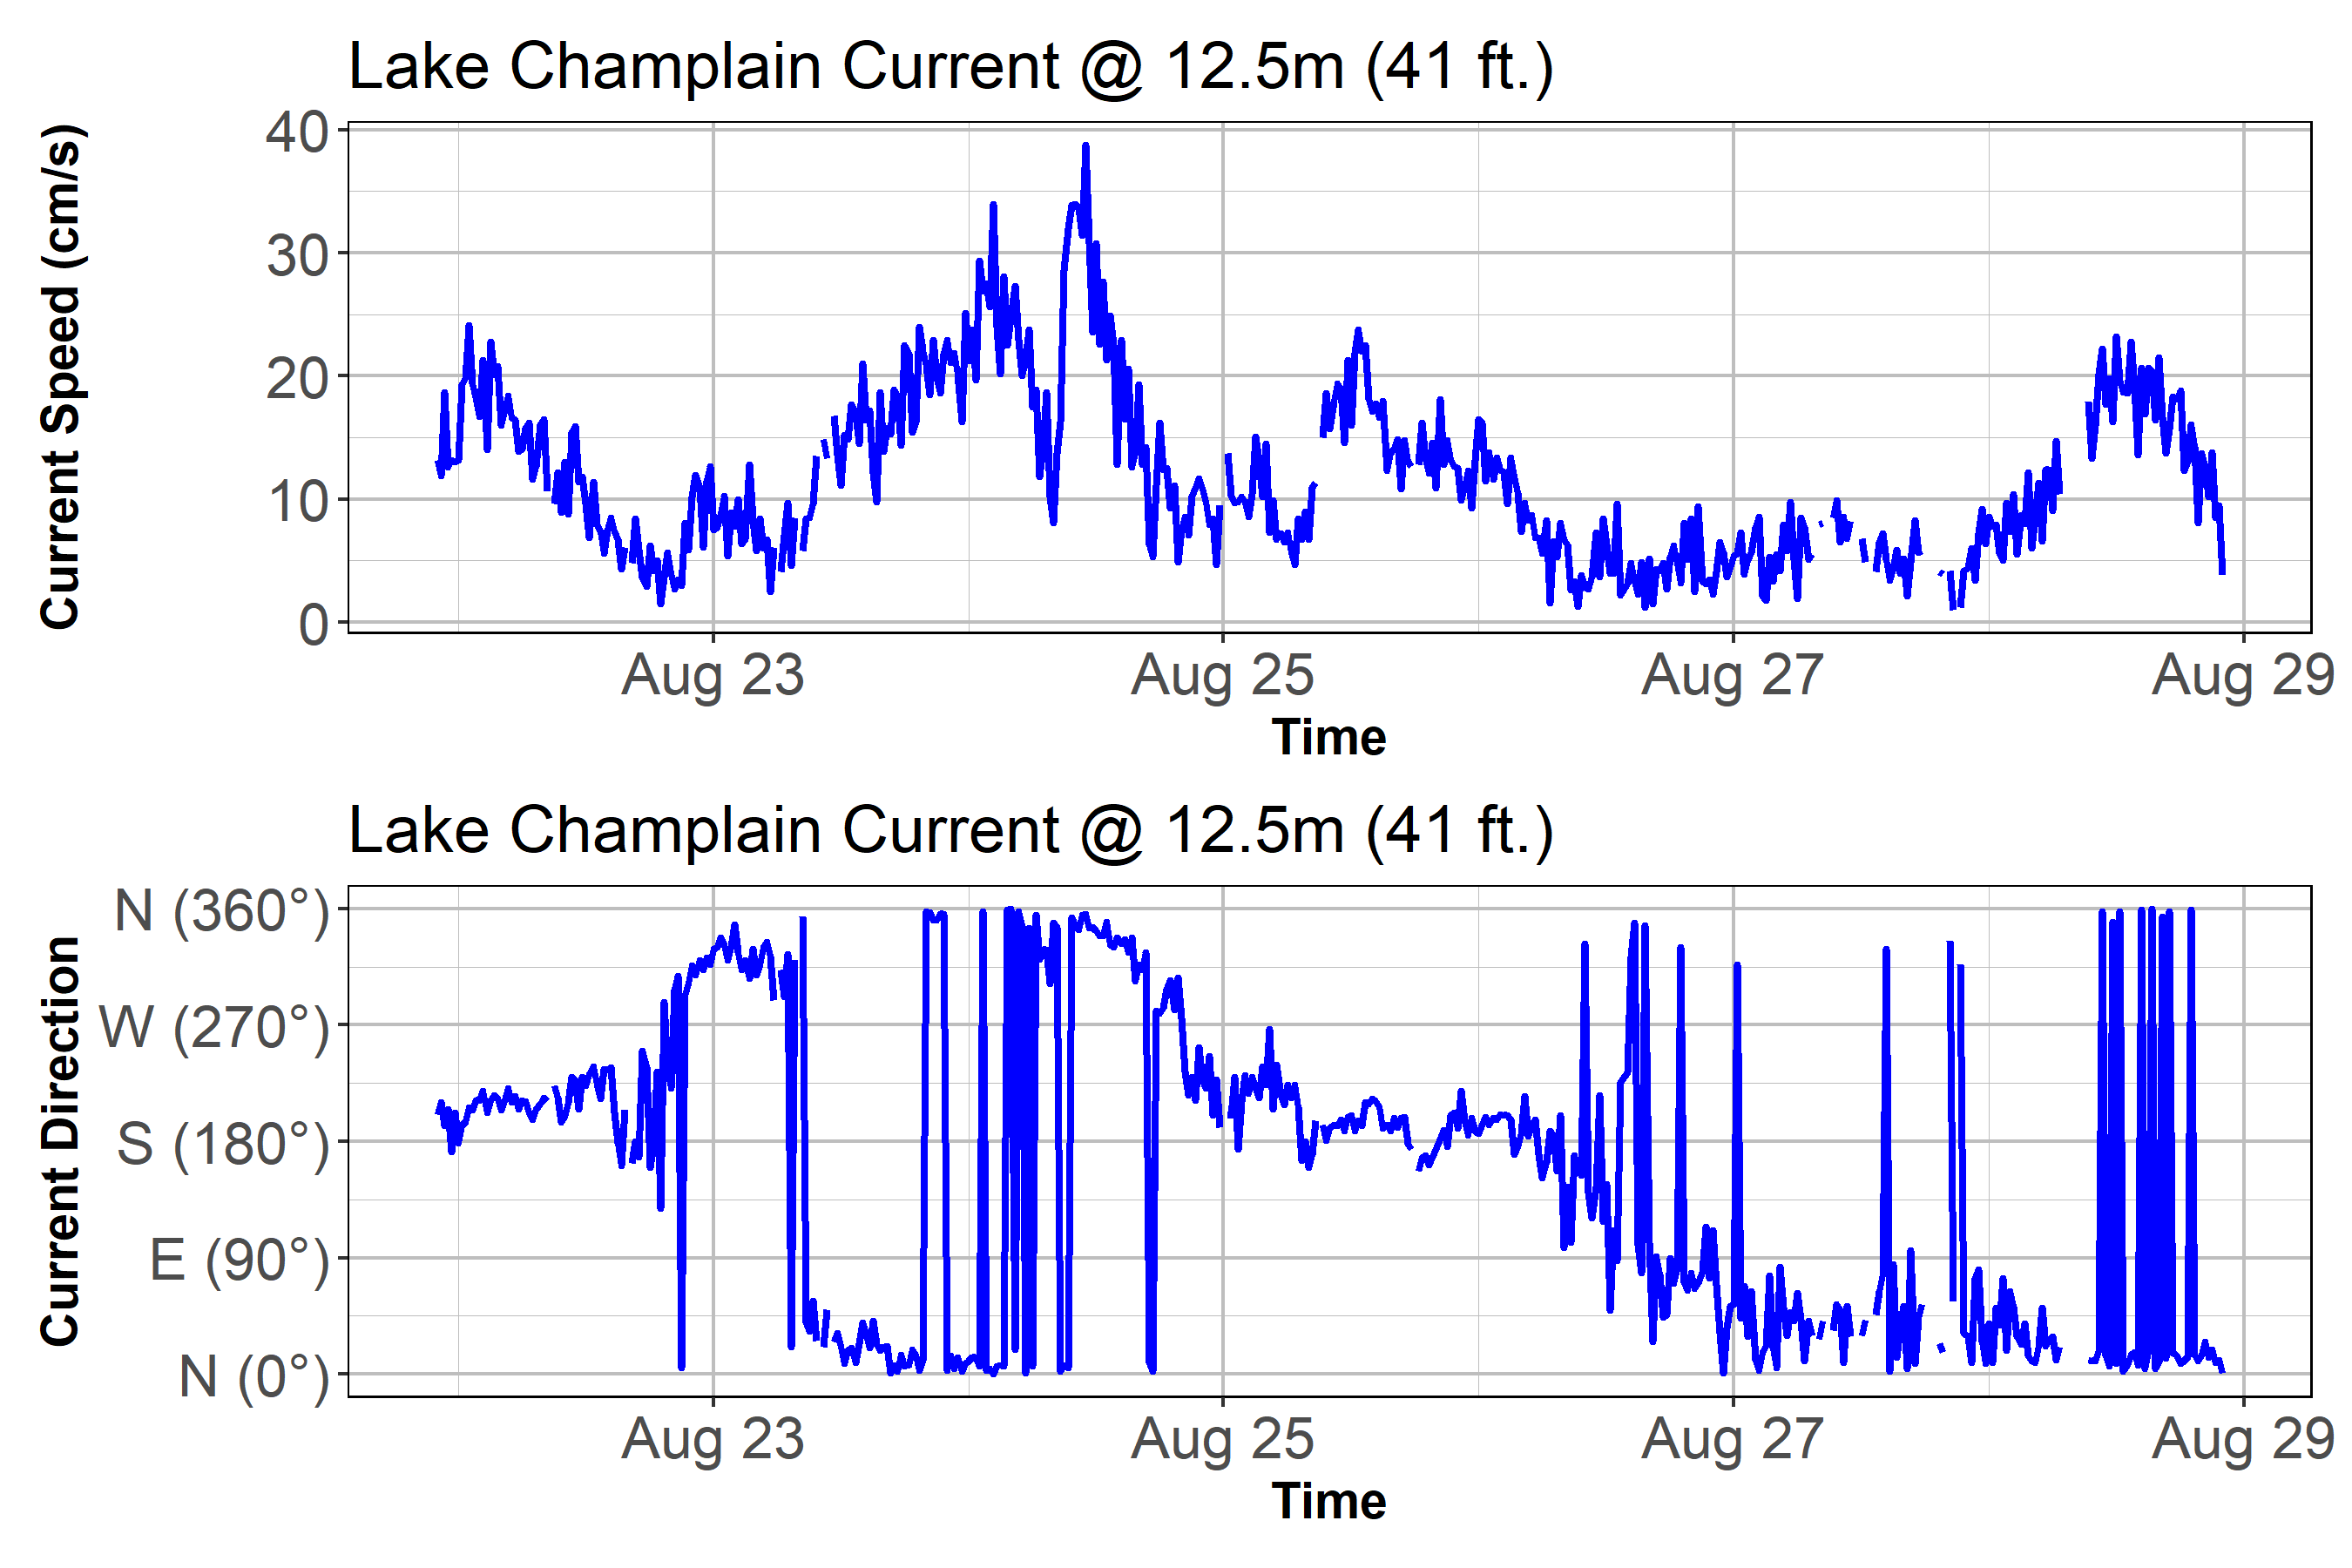 Lake Champlain Current @ 12.5m (41 ft.)
Current Speed (cm/s)
40
30
20
10
0
Aug 23 Aug 25 Aug 27 Aug 29
Time
Lake Champlain Current @ 12.5m (41 ft.)
Current Direction
N (360°)
W (270°)
S (180°)
E (90°)
N (0°)
Aug 23 Aug 25 Aug 27 Aug 29
Time